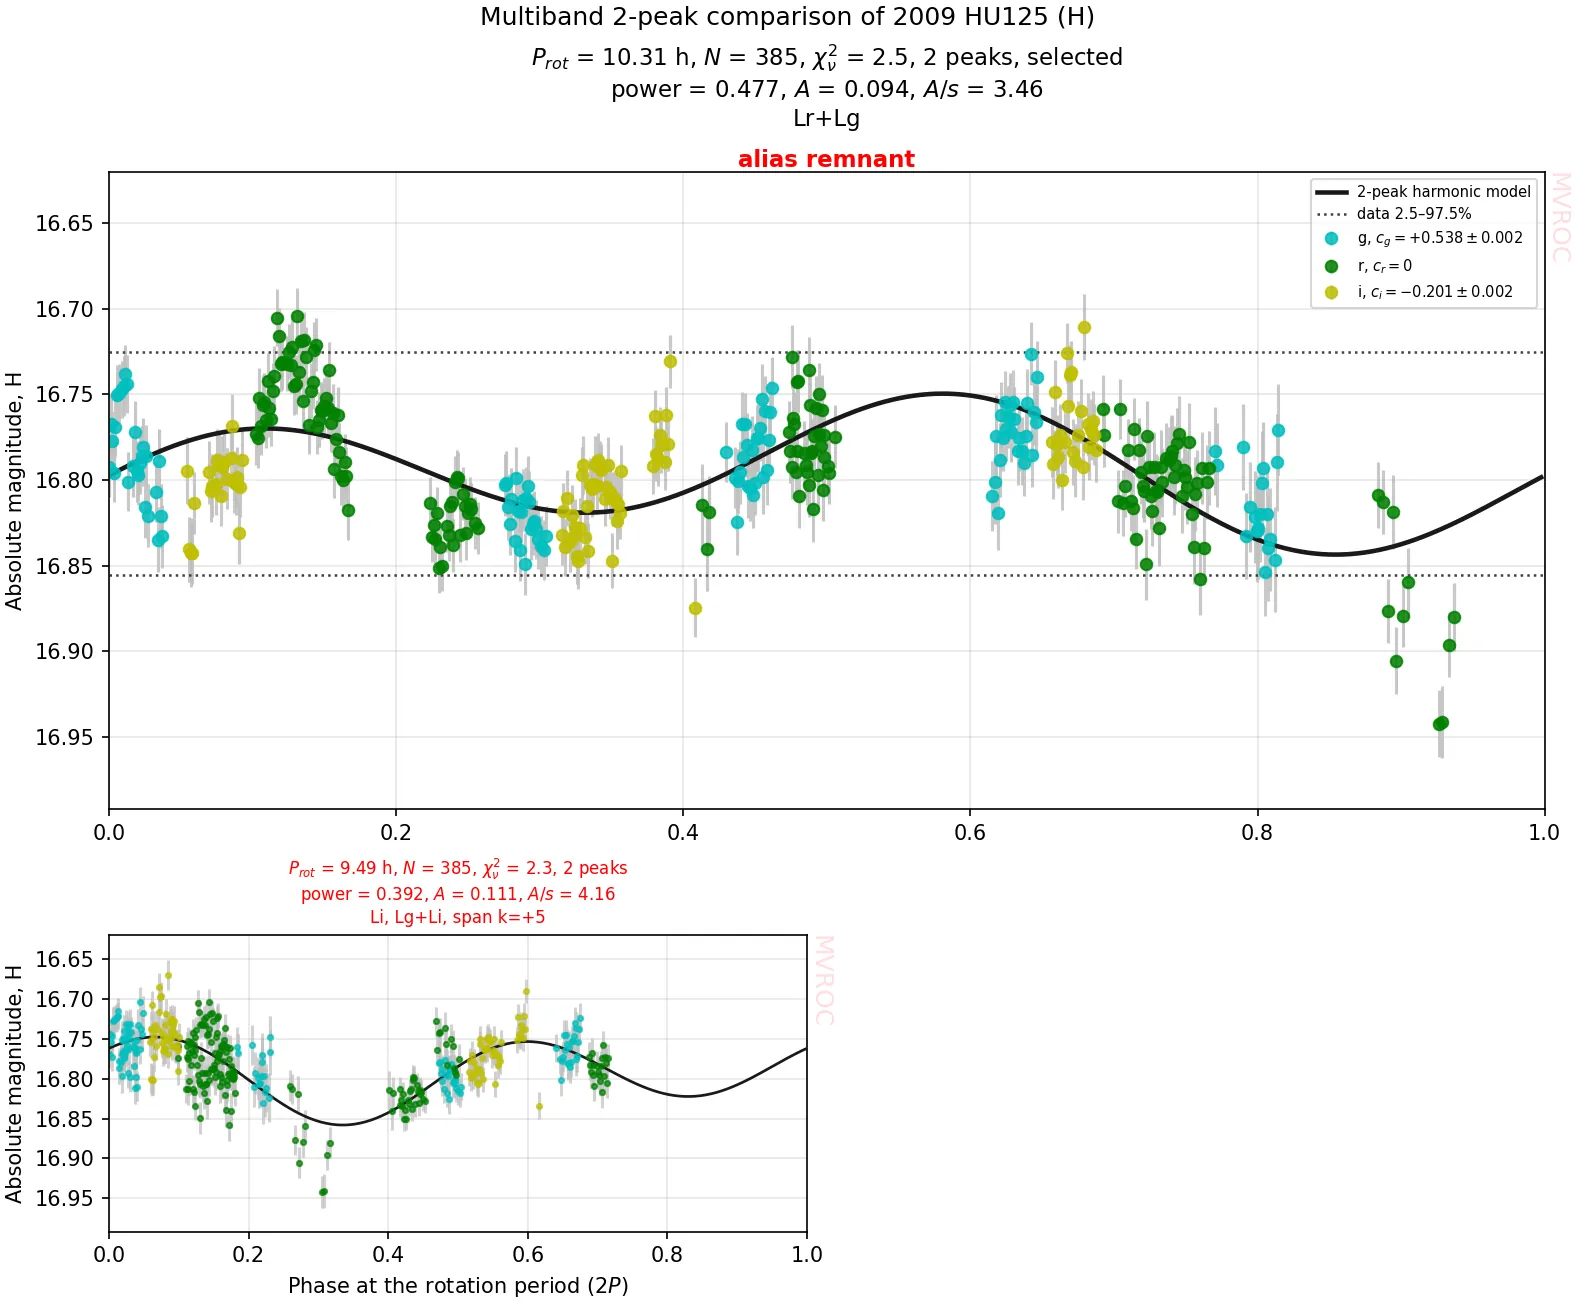 Multiband 2-peak comparison of 2009 HU125 (H)
P_rot = 10.31 h, N = 385, χ²_ν = 2.5, 2 peaks, selected
power = 0.477, A = 0.094, A/s = 3.46
Lr+Lg
alias remnant
2-peak harmonic model
data 2.5–97.5%
g, c_g = +0.538 ± 0.002
r, c_r = 0
i, c_i = −0.201 ± 0.002
MVROC
Absolute magnitude, H
16.65
16.70
16.75
16.80
16.85
16.90
16.95
0.0 0.2 0.4 0.6 0.8 1.0
P_rot = 9.49 h, N = 385, χ²_ν = 2.3, 2 peaks
power = 0.392, A = 0.111, A/s = 4.16
Li, Lg+Li, span k=+5
MVROC
Absolute magnitude, H
16.65
16.70
16.75
16.80
16.85
16.90
16.95
0.0 0.2 0.4 0.6 0.8 1.0
Phase at the rotation period (2P)